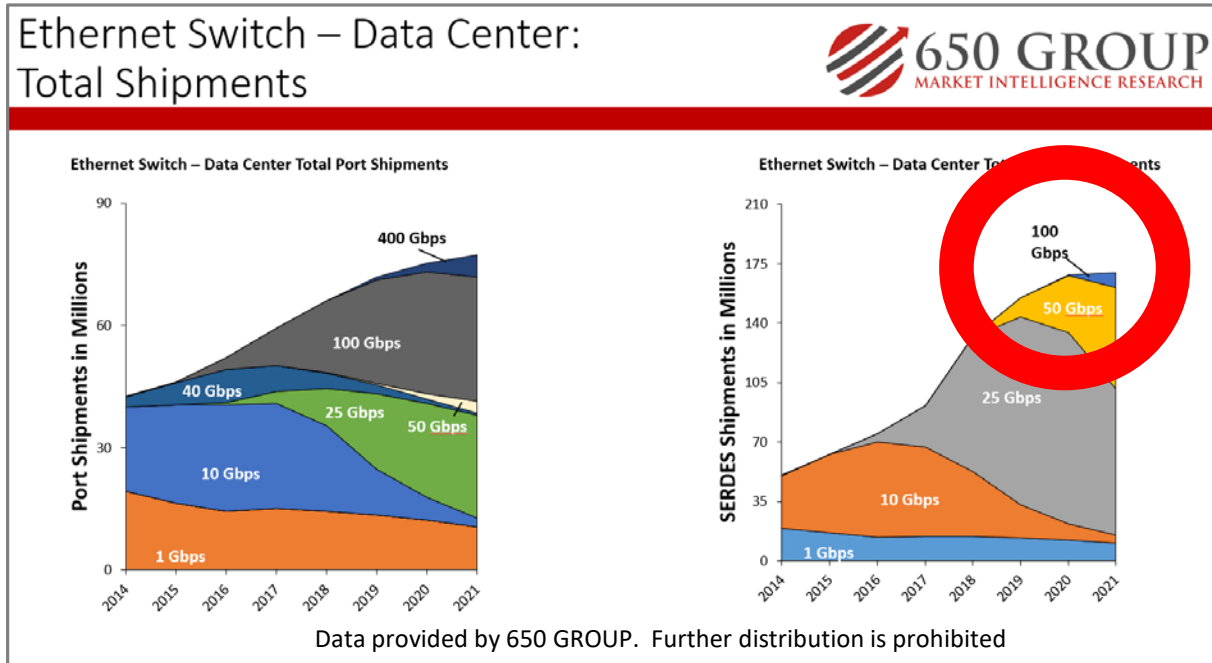 Ethernet Switch – Data Center:
Total Shipments
650 GROUP
MARKET INTELLIGENCE RESEARCH
Ethernet Switch – Data Center Total Port Shipments
Port Shipments in Millions
90
60
30
0
400 Gbps
100 Gbps
40 Gbps
25 Gbps
50 Gbps
10 Gbps
1 Gbps
2014
2015
2016
2017
2018
2019
2020
2021
Ethernet Switch – Data Center
SERDES Shipments in Millions
210
175
140
105
70
35
0
100
Gbps
50 Gbps
25 Gbps
10 Gbps
1 Gbps
2014
2015
2016
2017
2018
2019
2020
2021
Data provided by 650 GROUP. Further distribution is prohibited